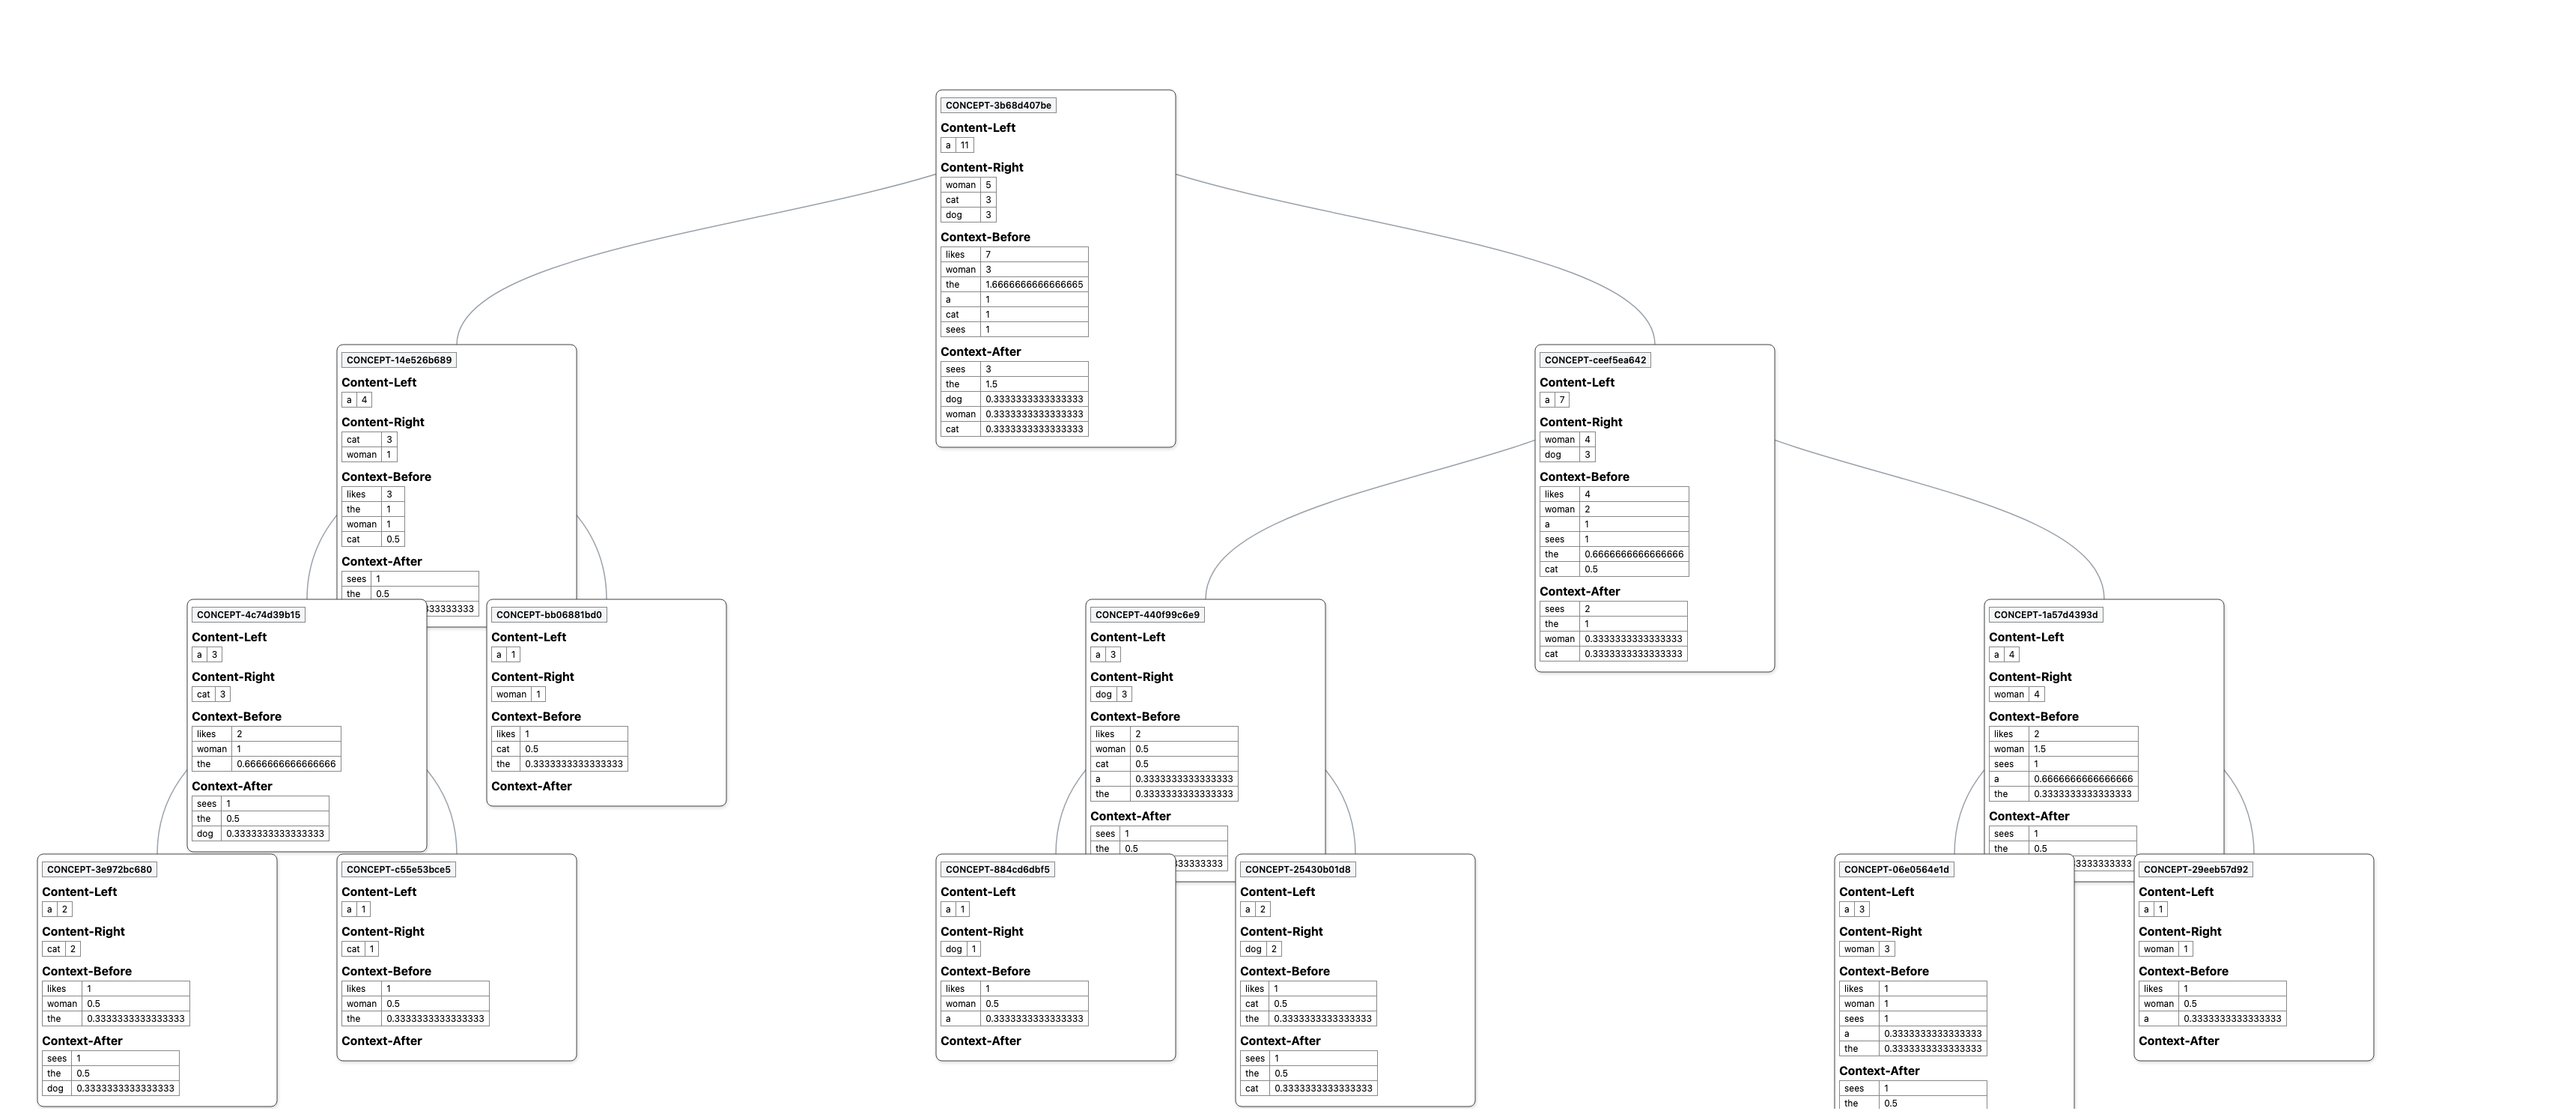 CONCEPT-3b68d407be
Content-Left
a 11
Content-Right
woman 5
cat 3
dog 3
Context-Before
likes 7
woman 3
the 1.6666666666666665
a 1
cat 1
sees 1
Context-After
sees 3
the 1.5
dog 0.3333333333333333
woman 0.3333333333333333
cat 0.3333333333333333
CONCEPT-14e526b689
Content-Left
a 4
Content-Right
cat 3
woman 1
Context-Before
likes 3
the 1
woman 1
cat 0.5
Context-After
sees 1
the 0.5
CONCEPT-ceef5ea642
Content-Left
a 7
Content-Right
woman 4
dog 3
Context-Before
likes 4
woman 2
a 1
sees 1
the 0.6666666666666666
cat 0.5
Context-After
sees 2
the 1
woman 0.3333333333333333
cat 0.3333333333333333
CONCEPT-4c74d39b15
Content-Left
a 3
Content-Right
cat 3
Context-Before
likes 2
woman 1
the 0.6666666666666666
Context-After
sees 1
the 0.5
dog 0.3333333333333333
CONCEPT-bb06881bd0
Content-Left
a 1
Content-Right
woman 1
Context-Before
likes 1
cat 0.5
the 0.3333333333333333
Context-After
CONCEPT-440f99c6e9
Content-Left
a 3
Content-Right
dog 3
Context-Before
likes 2
woman 0.5
cat 0.5
a 0.3333333333333333
the 0.3333333333333333
Context-After
sees 1
the 0.5
CONCEPT-1a57d4393d
Content-Left
a 4
Content-Right
woman 4
Context-Before
likes 2
woman 1.5
sees 1
a 0.6666666666666666
the 0.3333333333333333
Context-After
sees 1
the 0.5
CONCEPT-3e972bc680
Content-Left
a 2
Content-Right
cat 2
Context-Before
likes 1
woman 0.5
the 0.3333333333333333
Context-After
sees 1
the 0.5
dog 0.3333333333333333
CONCEPT-c55e53bce5
Content-Left
a 1
Content-Right
cat 1
Context-Before
likes 1
woman 0.5
the 0.3333333333333333
Context-After
CONCEPT-884cd6dbf5
Content-Left
a 1
Content-Right
dog 1
Context-Before
likes 1
woman 0.5
a 0.3333333333333333
Context-After
CONCEPT-25430b01d8
Content-Left
a 2
Content-Right
dog 2
Context-Before
likes 1
cat 0.5
the 0.3333333333333333
Context-After
sees 1
the 0.5
cat 0.3333333333333333
CONCEPT-06e0564e1d
Content-Left
a 3
Content-Right
woman 3
Context-Before
likes 1
woman 1
sees 1
a 0.3333333333333333
the 0.3333333333333333
Context-After
sees 1
the 0.5
CONCEPT-29eeb57d92
Content-Left
a 1
Content-Right
woman 1
Context-Before
likes 1
woman 0.5
a 0.3333333333333333
Context-After